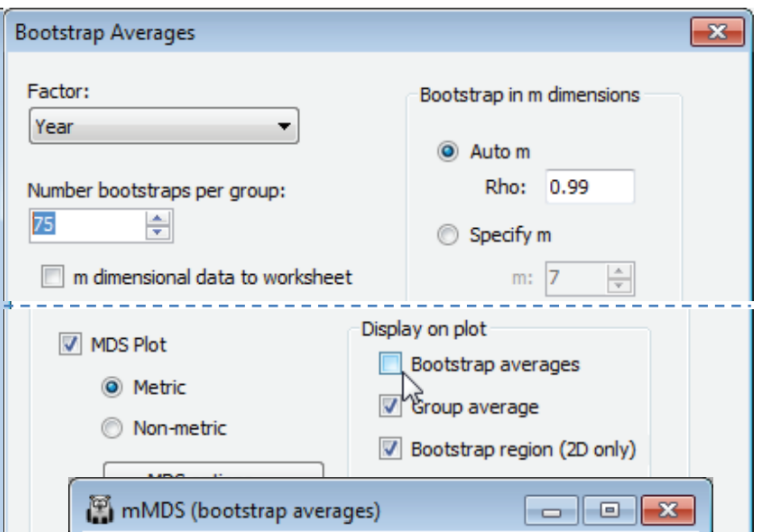 Bootstrap Averages
Factor:
Year
Number bootstraps per group:
75
m dimensional data to worksheet
Bootstrap in m dimensions
Auto m
Rho: 0.99
Specify m
m: 7
MDS Plot
Metric
Non-metric
Display on plot
Bootstrap averages
Group average
Bootstrap region (2D only)
mMDS (bootstrap averages)